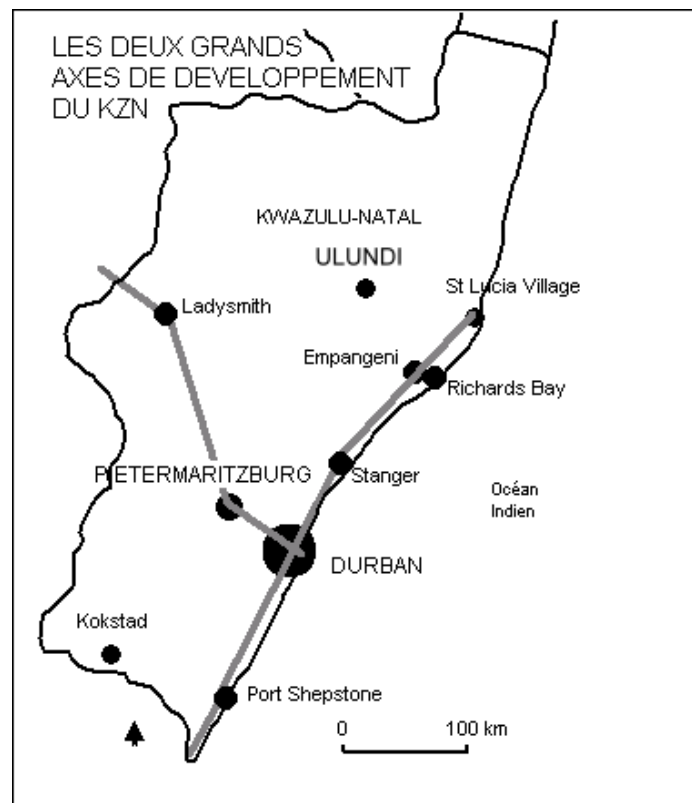 LES DEUX GRANDS
AXES DE DEVELOPPEMENT
DU KZN
KWAZULU-NATAL
ULUNDI
St Lucia Village
Ladysmith
Empangeni
Richards Bay
PIETERMARITZBURG
Stanger
Océan
Indien
DURBAN
Kokstad
Port Shepstone
0 100 km